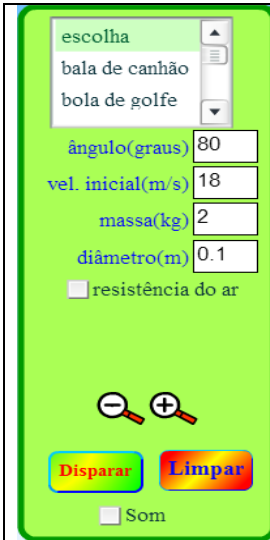 escolha
bala de canhão
bola de golfe
ângulo(graus) 80
vel. inicial(m/s) 18
massa(kg) 2
diâmetro(m) 0.1
resistência do ar
Disparar Limpar
Som